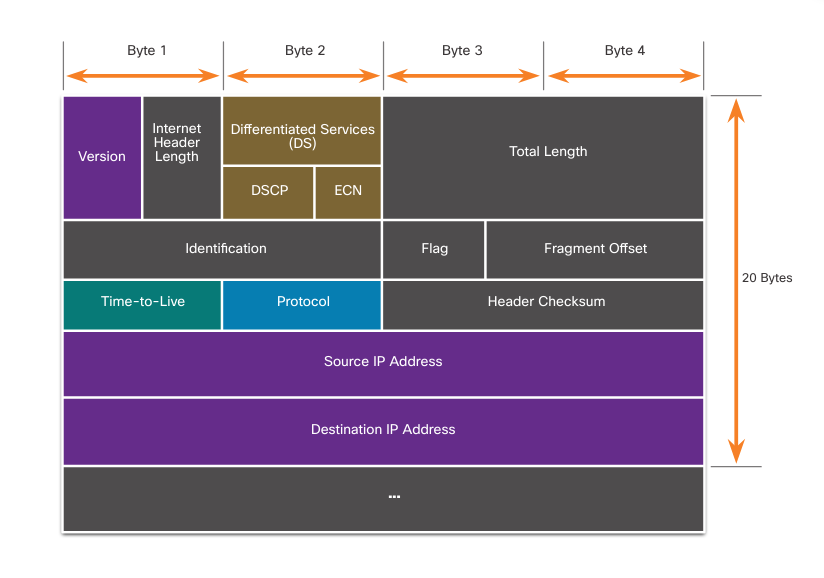 Byte 1
Byte 2
Byte 3
Byte 4
Version
Internet
Header
Length
Differentiated Services
(DS)
DSCP
ECN
Total Length
Identification
Flag
Fragment Offset
Time-to-Live
Protocol
Header Checksum
Source IP Address
Destination IP Address
...
20 Bytes